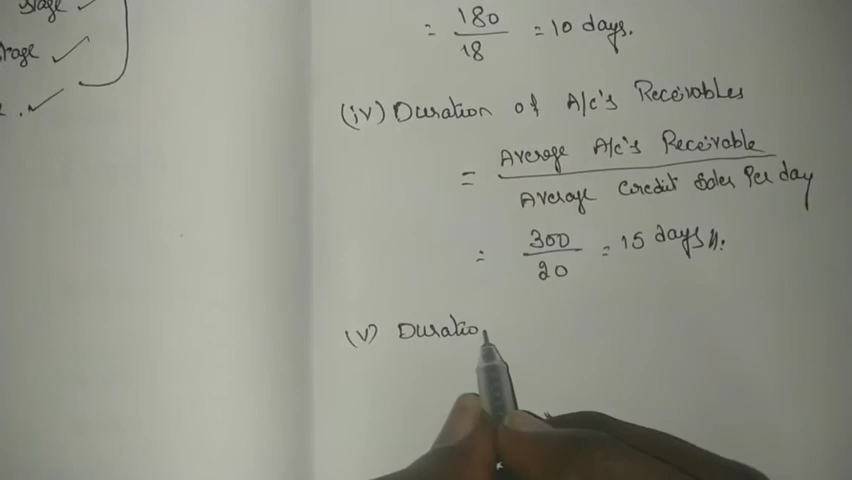 stage ✓
✓
✓
= 180 / 18 = 10 days.
(iv) Duration of A/c's Receivables
= Average A/c's Receivable / Average Credit Sales Per day
= 300 / 20 = 15 days //.
(v) Duratio